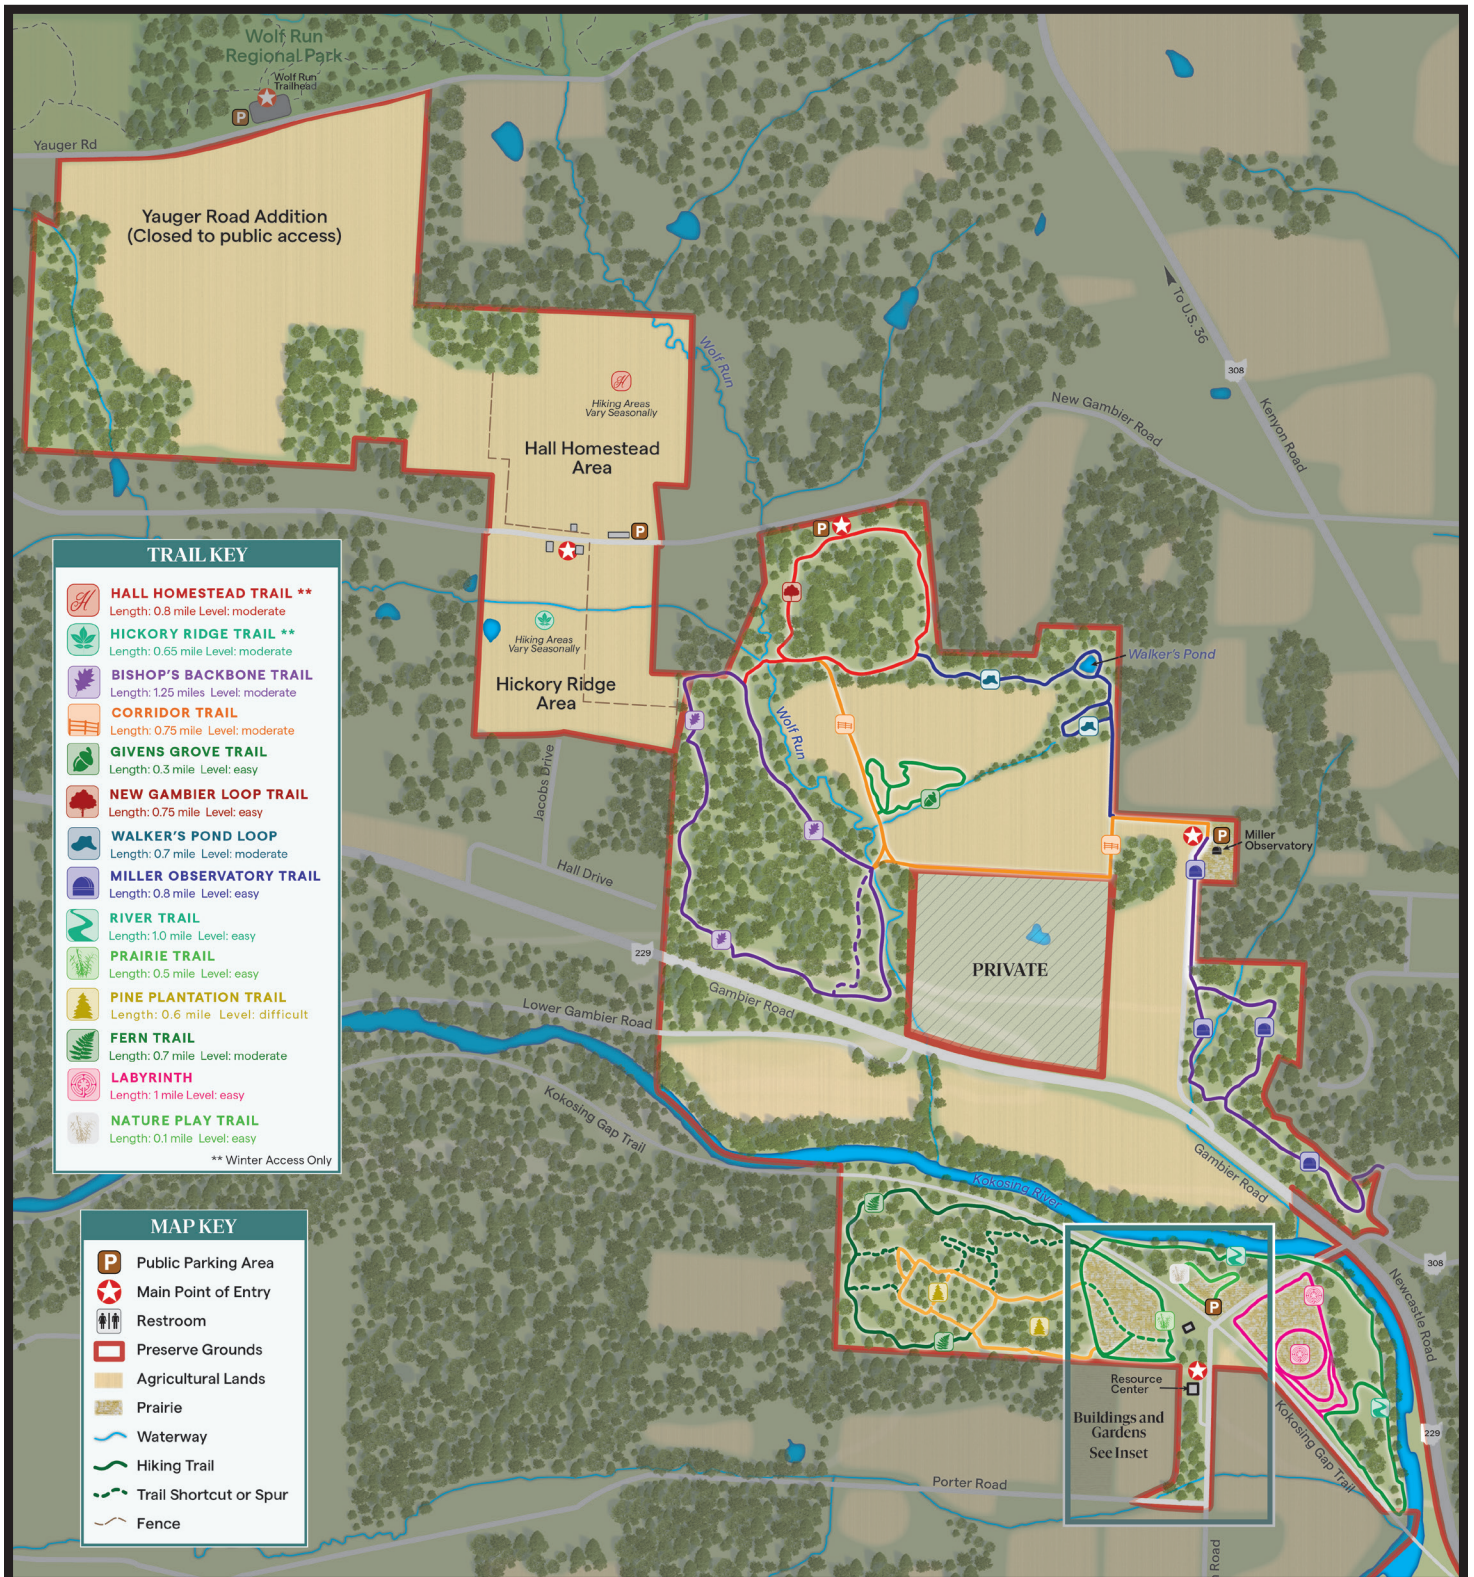 Wolf Run
Regional Park
Wolf Run
Trailhead
P
Yauger Rd
Yauger Road Addition
(Closed to public access)
To U.S. 36
308
Kenyon Road
New Gambier Road
Wolf Run
H
Hiking Areas
Vary Seasonally
Hall Homestead
Area
P
P
Hiking Areas
Vary Seasonally
Hickory Ridge
Area
Walker's Pond
Wolf Run
Jacobs Drive
Hall Drive
P
Miller
Observatory
229
PRIVATE
Gambier Road
Lower Gambier Road
Kokosing Gap Trail
Kokosing River
Gambier Road
308
Newcastle Road
P
Resource
Center
Buildings and
Gardens
See Inset
Kokosing Gap Trail
229
Porter Road
Road
TRAIL KEY
H
HALL HOMESTEAD TRAIL **
Length: 0.8 mile Level: moderate
HICKORY RIDGE TRAIL **
Length: 0.65 mile Level: moderate
BISHOP'S BACKBONE TRAIL
Length: 1.25 miles Level: moderate
CORRIDOR TRAIL
Length: 0.75 mile Level: moderate
GIVENS GROVE TRAIL
Length: 0.3 mile Level: easy
NEW GAMBIER LOOP TRAIL
Length: 0.75 mile Level: easy
WALKER'S POND LOOP
Length: 0.7 mile Level: moderate
MILLER OBSERVATORY TRAIL
Length: 0.8 mile Level: easy
RIVER TRAIL
Length: 1.0 mile Level: easy
PRAIRIE TRAIL
Length: 0.5 mile Level: easy
PINE PLANTATION TRAIL
Length: 0.6 mile Level: difficult
FERN TRAIL
Length: 0.7 mile Level: moderate
LABYRINTH
Length: 1 mile Level: easy
NATURE PLAY TRAIL
Length: 0.1 mile Level: easy
** Winter Access Only
MAP KEY
P
Public Parking Area
Main Point of Entry
Restroom
Preserve Grounds
Agricultural Lands
Prairie
Waterway
Hiking Trail
Trail Shortcut or Spur
Fence